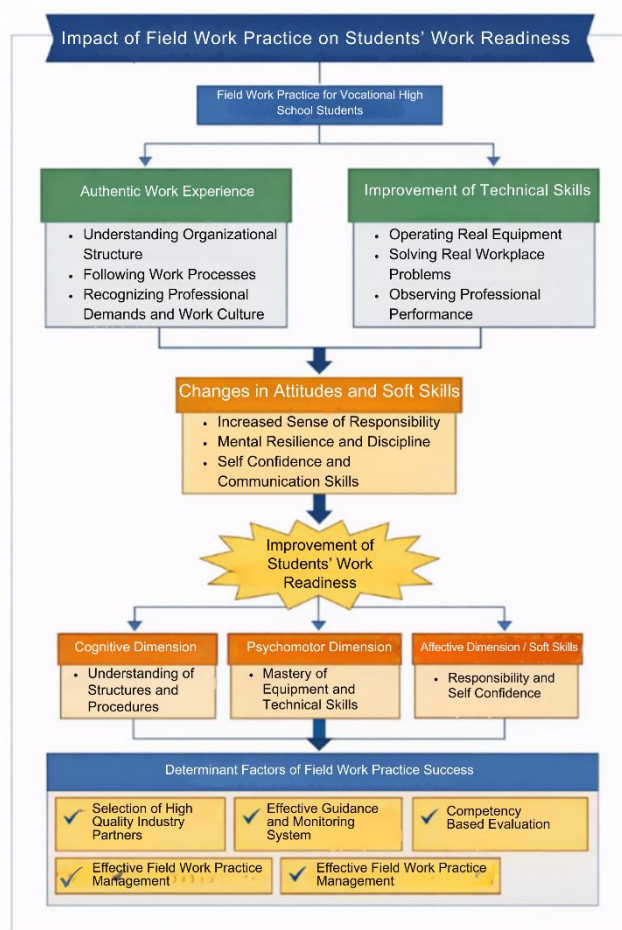 Impact of Field Work Practice on Students' Work Readiness
Field Work Practice for Vocational High
School Students
Authentic Work Experience
• Understanding Organizational
Structure
• Following Work Processes
• Recognizing Professional
Demands and Work Culture
Improvement of Technical Skills
• Operating Real Equipment
• Solving Real Workplace
Problems
• Observing Professional
Performance
Changes in Attitudes and Soft Skills
• Increased Sense of Responsibility
• Mental Resilience and Discipline
• Self Confidence and
Communication Skills
Improvement of
Students' Work
Readiness
Cognitive Dimension
• Understanding of
Structures and
Procedures
Psychomotor Dimension
• Mastery of
Equipment and
Technical Skills
Affective Dimension / Soft Skills
• Responsibility and
Self Confidence
Determinant Factors of Field Work Practice Success
Selection of High
Quality Industry
Partners
Effective Guidance
and Monitoring
System
Competency
Based Evaluation
Effective Field Work Practice
Management
Effective Field Work Practice
Management